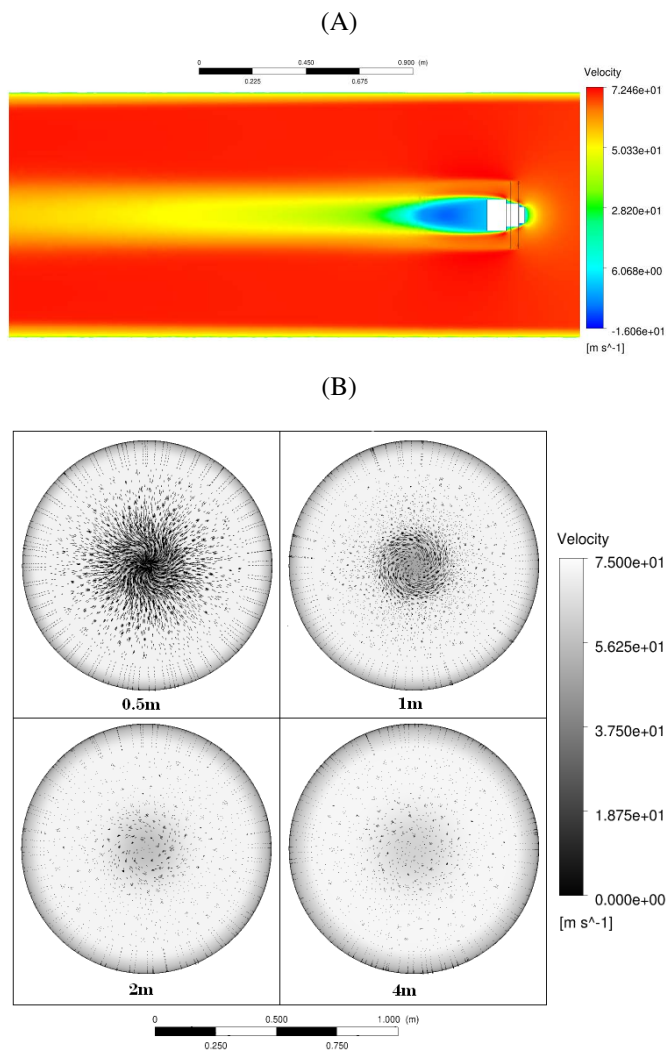 (A)
0 0.450 0.900 (m)
0.225 0.675
Velocity
7.246e+01
5.033e+01
2.820e+01
6.068e+00
-1.606e+01
[m s^-1]
(B)
0.5m 1m
2m 4m
Velocity
7.500e+01
5.625e+01
3.750e+01
1.875e+01
0.000e+00
[m s^-1]
0 0.500 1.000 (m)
0.250 0.750